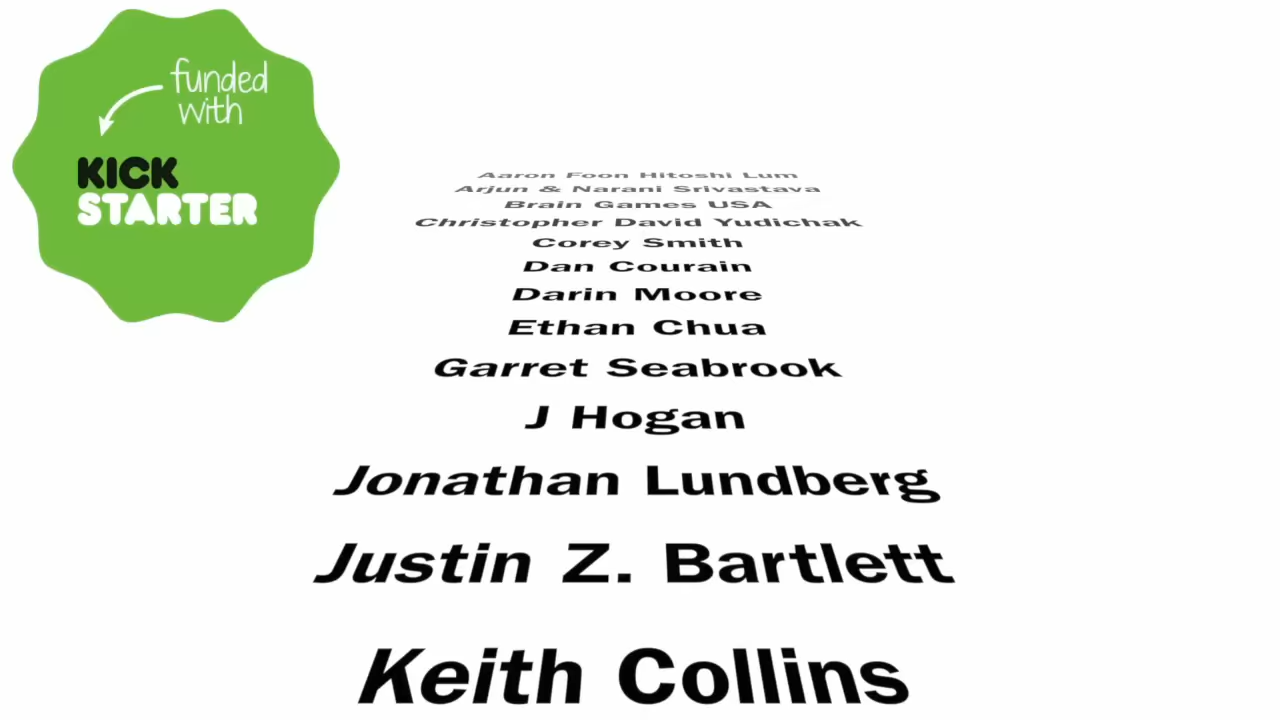 funded
with
KICK
STARTER
Aaron Foon Hitoshi Lum
Arjun & Narani Srivastava
Brain Games USA
Christopher David Yudichak
Corey Smith
Dan Courain
Darin Moore
Ethan Chua
Garret Seabrook
J Hogan
Jonathan Lundberg
Justin Z. Bartlett
Keith Collins